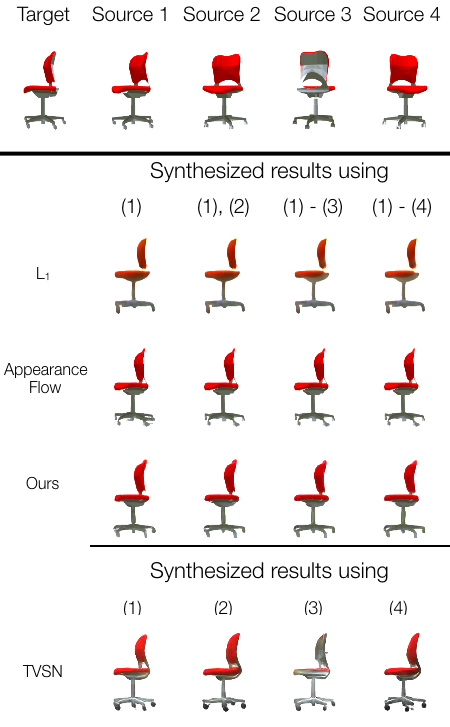 Target Source 1 Source 2 Source 3 Source 4
Synthesized results using
(1) (1), (2) (1) - (3) (1) - (4)
L₁
Appearance
Flow
Ours
Synthesized results using
(1) (2) (3) (4)
TVSN